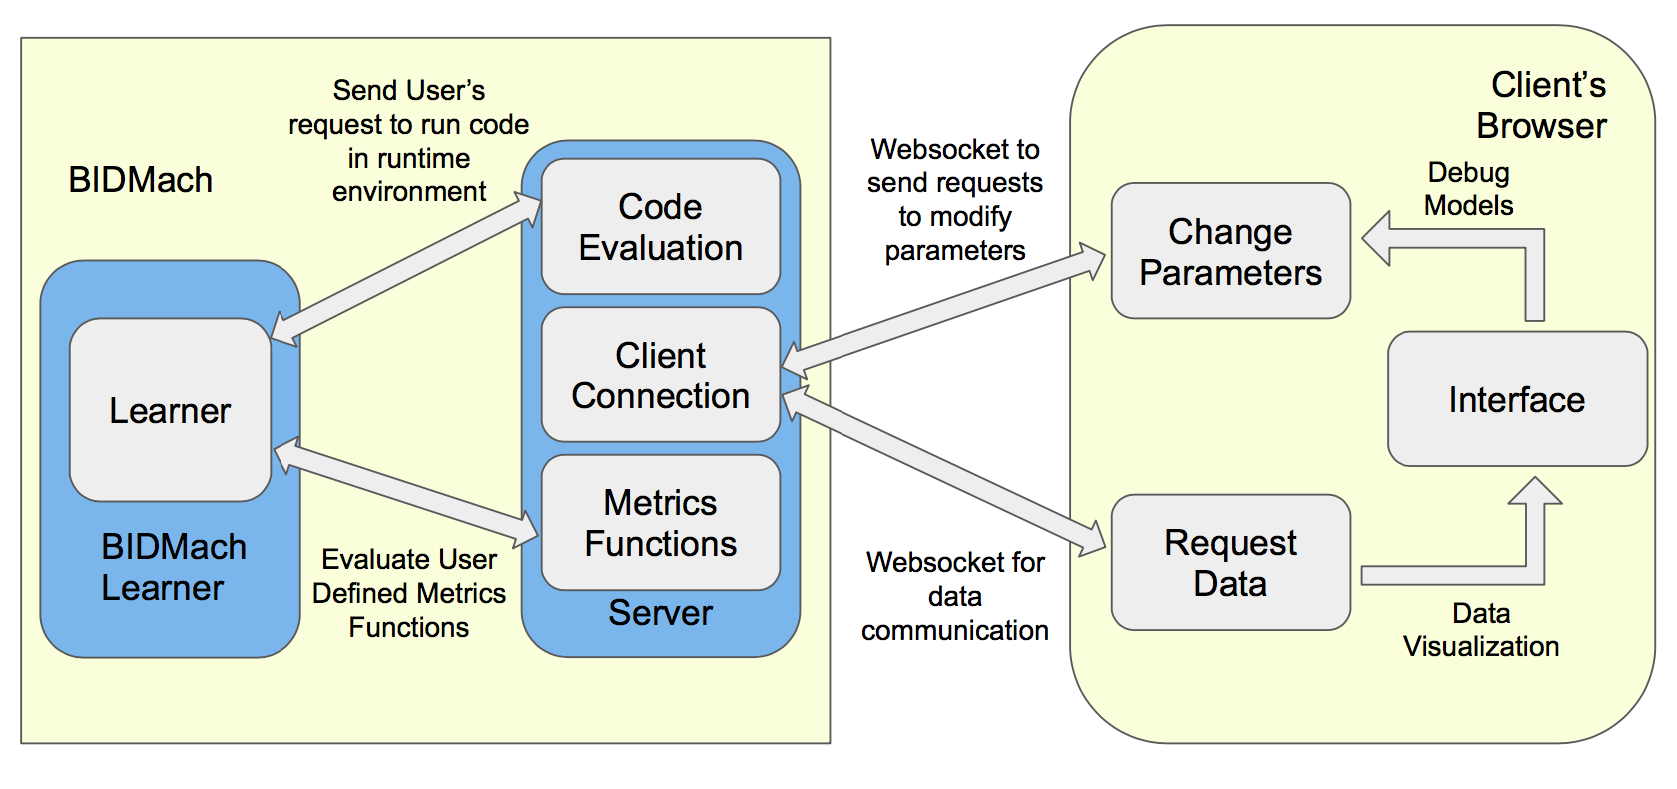 BIDMach
Send User’s
request to run code
in runtime
environment
Learner
BIDMach
Learner
Evaluate User
Defined Metrics
Functions
Code
Evaluation
Client
Connection
Metrics
Functions
Server
Websocket to
send requests
to modify
parameters
Websocket for
data
communication
Client’s
Browser
Debug
Models
Change
Parameters
Interface
Request
Data
Data
Visualization